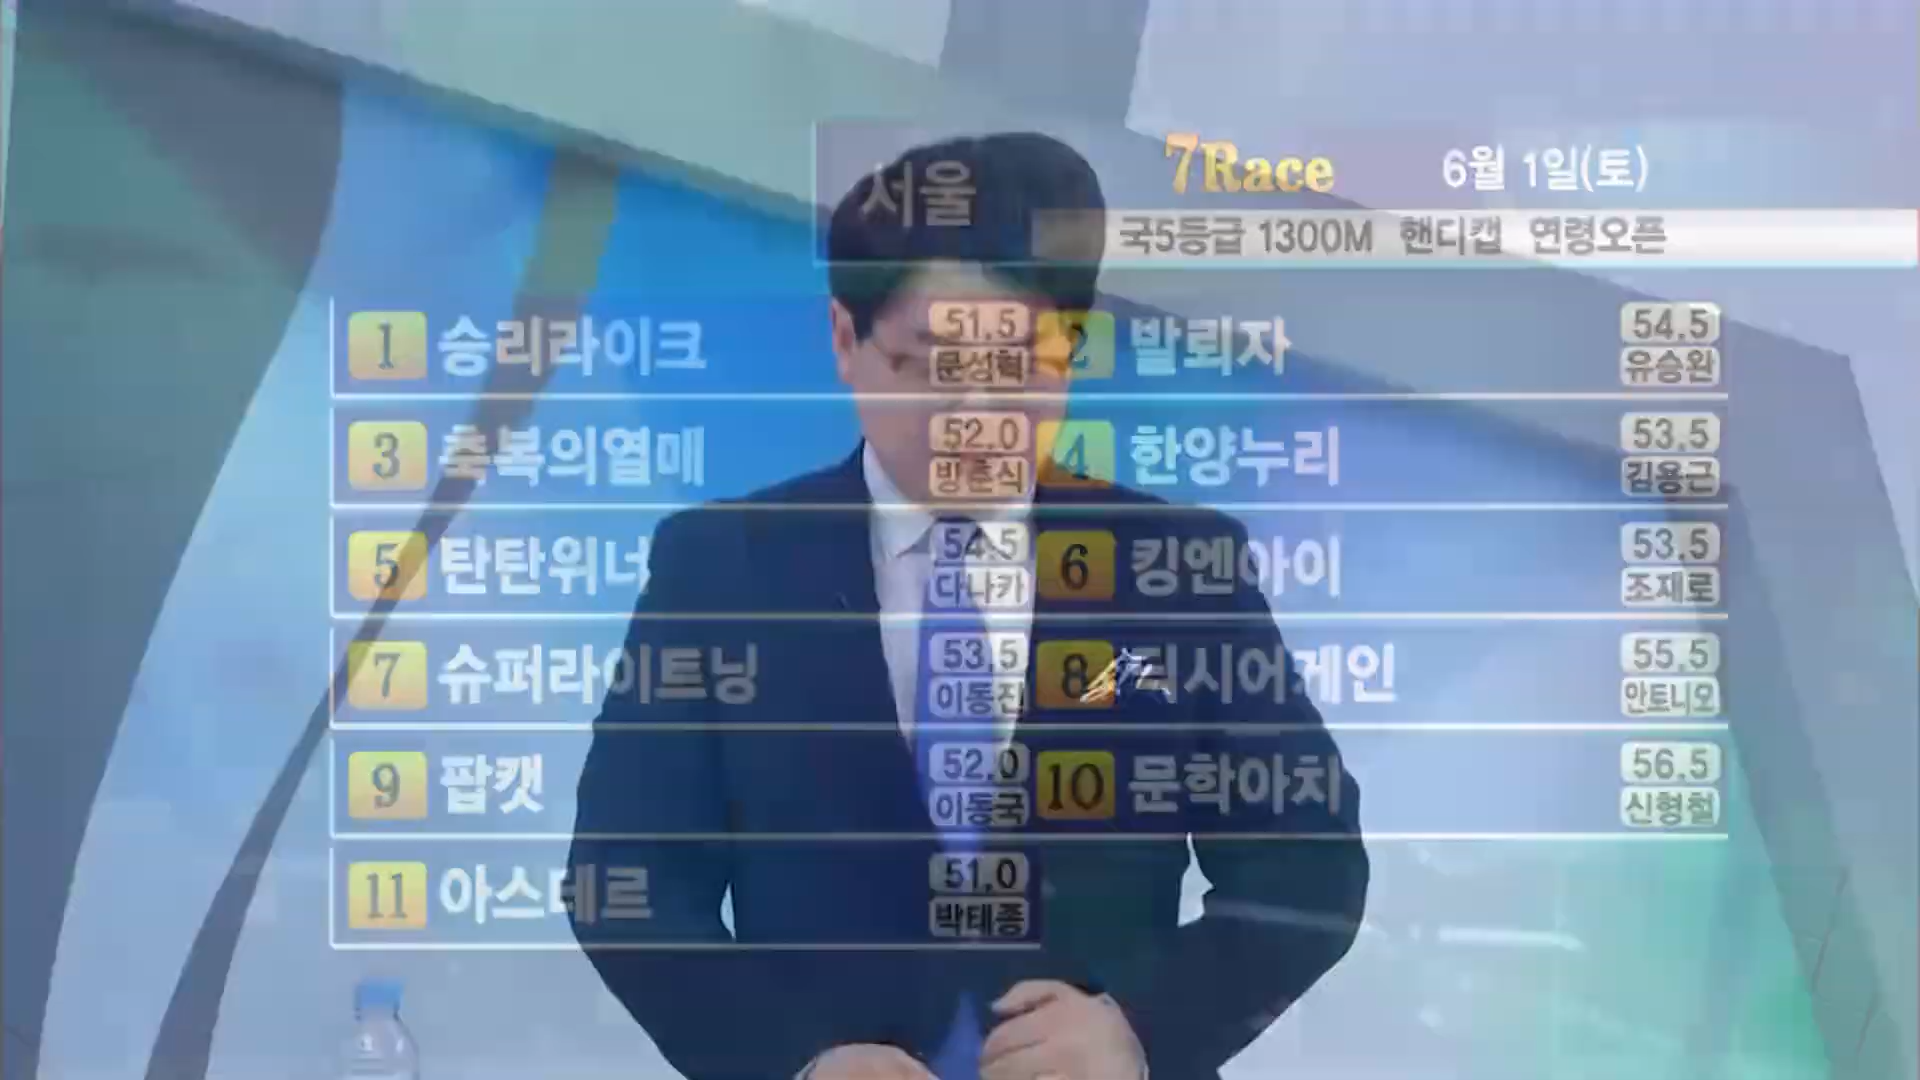 서울
7Race 6월 1일(토)
국5등급 1300M 핸디캡 연령오픈
1 승리라이크 51.5 문성혁
2 발뢰자 54.5 유승완
3 축복의열매 52.0 방춘식
4 한양누리 53.5 김용근
5 탄탄위너 54.5 다나카
6 킹엔아이 53.5 조재로
7 슈퍼라이트닝 53.5 이동진
8 딕시어게인 55.5 안토니오
9 팝캣 52.0 이동국
10 문학아치 56.5 신형철
11 아스데르 51.0 박태종